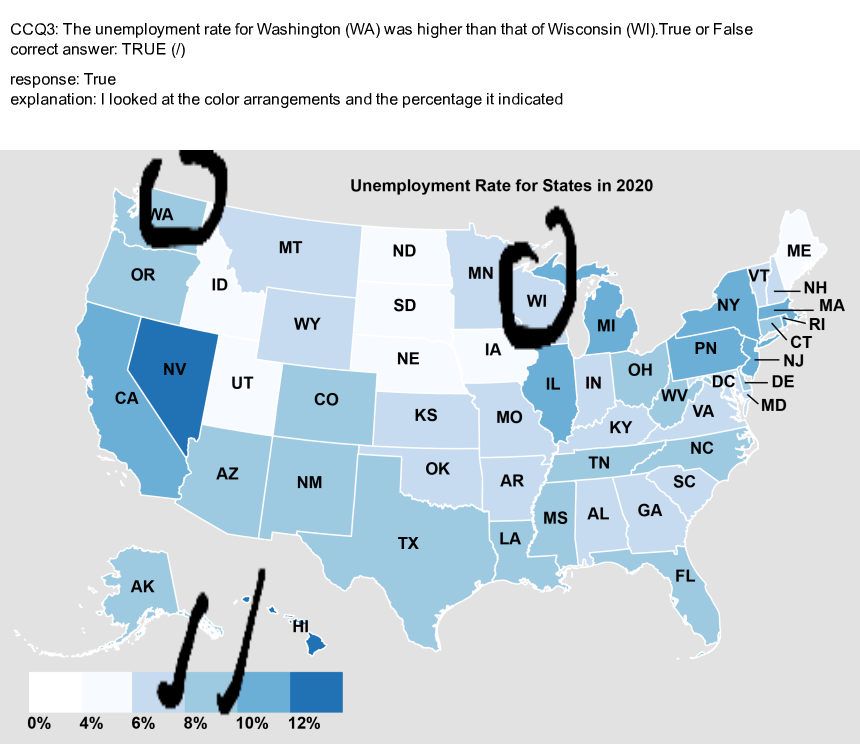 CCQ3: The unemployment rate for Washington (WA) was higher than that of Wisconsin (WI).True or False
correct answer: TRUE (/)
response: True
explanation: I looked at the color arrangements and the percentage it indicated
Unemployment Rate for States in 2020
WA
ME
MT
ND
VT
OR
MN
ID
NH
WI
SD
NY
MA
WY
MI
RI
IA
PN
CT
NE
NV
NJ
UT
IL
IN
OH
DC
DE
CA
CO
WV
MD
KS
MO
VA
KY
NC
TN
OK
AZ
NM
AR
SC
MS
AL
GA
LA
TX
FL
AK
HI
0% 4% 6% 8% 10% 12%